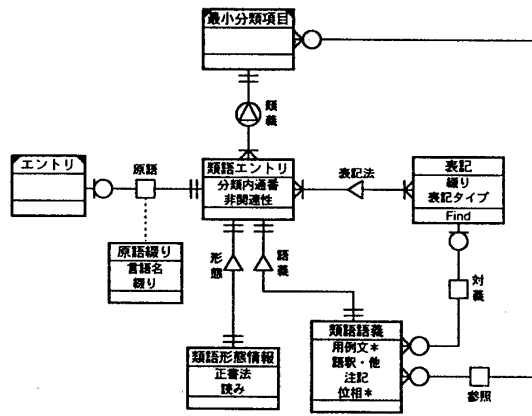 最小分類項目
類義
エントリ
原語
類語エントリ
分類内通番
非関連性
表記法
表記
綴り
表記タイプ
Find
原語綴り
言語名
綴り
形態
語義
対義
類語形態情報
正書法
読み
類語語義
用例文*
語釈・他
注記
位相*
参照